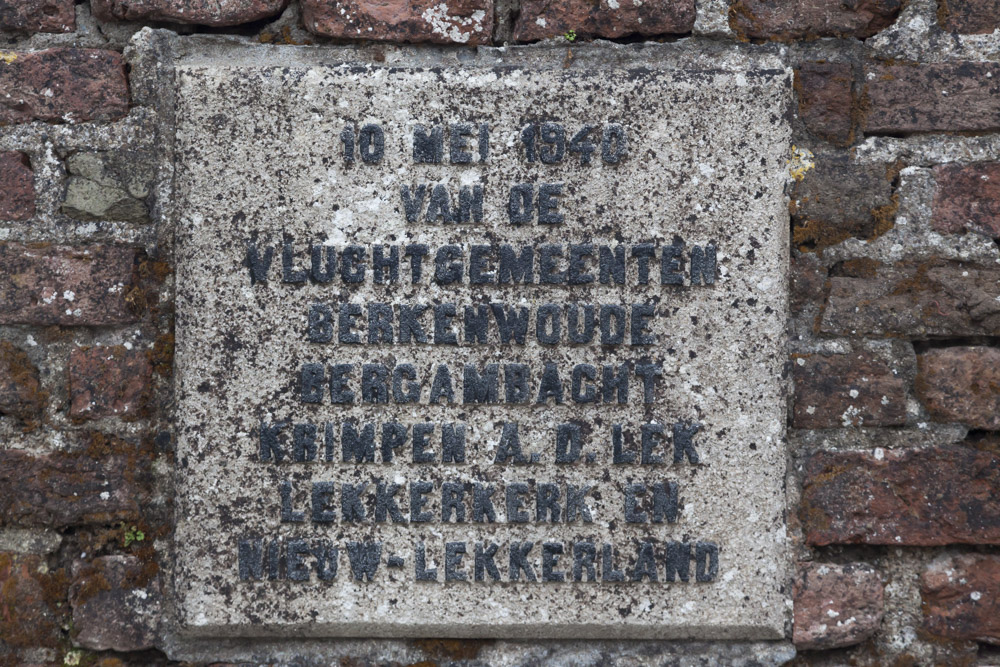 10 MEI 1940
VAN DE
VLUCHTGEMEENTEN
BERKENWOUDE
BERGAMBACHT
KRIMPEN A.D. LEK
LEKKERKERK EN
NIEUW-LEKKERLAND